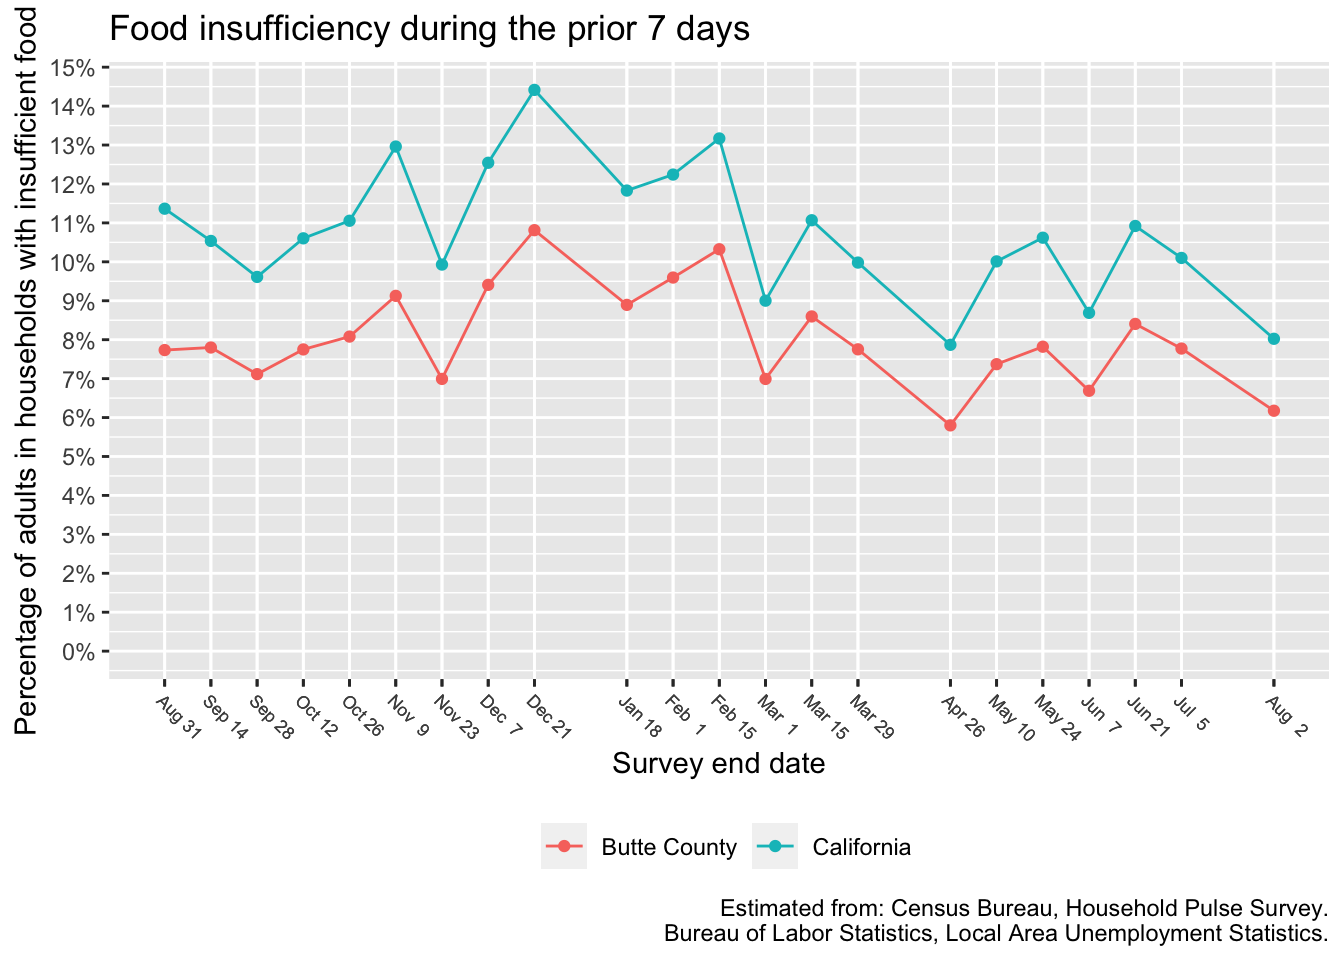 Food insufficiency during the prior 7 days
Percentage of adults in households with insufficient food
15%
14%
13%
12%
11%
10%
9%
8%
7%
6%
5%
4%
3%
2%
1%
0%
Aug 31
Sep 14
Sep 28
Oct 12
Oct 26
Nov 9
Nov 23
Dec 7
Dec 21
Jan 18
Feb 1
Feb 15
Mar 1
Mar 15
Mar 29
Apr 26
May 10
May 24
Jun 7
Jun 21
Jul 5
Aug 2
Survey end date
Butte County
California
Estimated from: Census Bureau, Household Pulse Survey.
Bureau of Labor Statistics, Local Area Unemployment Statistics.